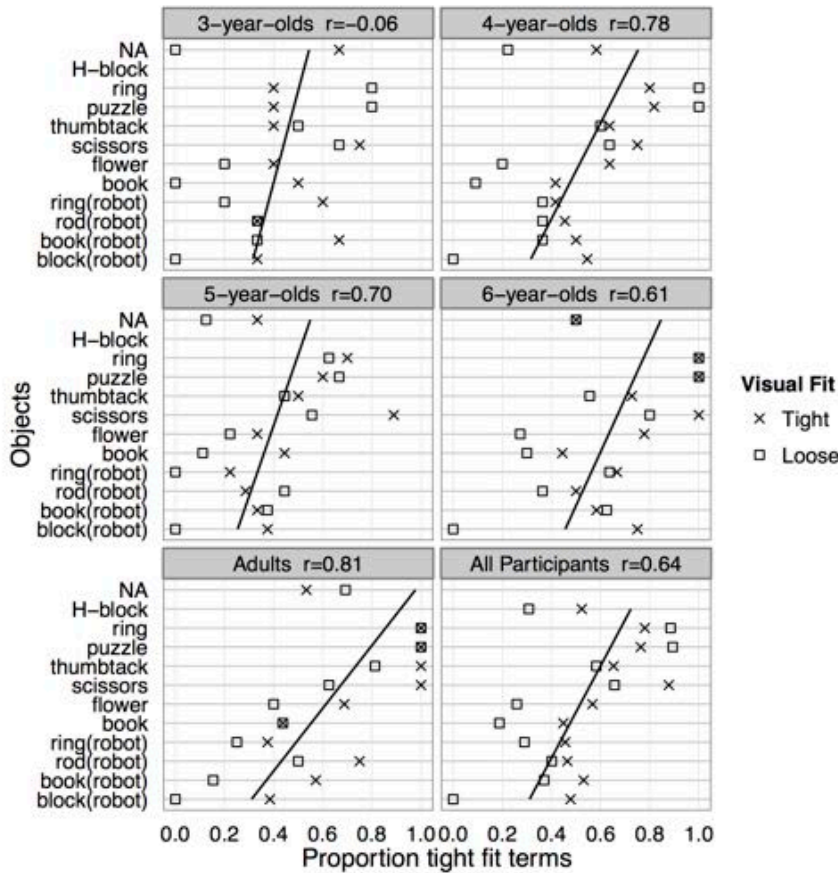 3-year-olds r=-0.06
4-year-olds r=0.78
NA
H-block
ring
puzzle
thumbtack
scissors
flower
book
ring(robot)
rod(robot)
book(robot)
block(robot)
5-year-olds r=0.70
6-year-olds r=0.61
NA
H-block
ring
puzzle
thumbtack
scissors
flower
book
ring(robot)
rod(robot)
book(robot)
block(robot)
Objects
Visual Fit
Tight
Loose
Adults r=0.81
All Participants r=0.64
NA
H-block
ring
puzzle
thumbtack
scissors
flower
book
ring(robot)
rod(robot)
book(robot)
block(robot)
0.0 0.2 0.4 0.6 0.8 1.0 0.0 0.2 0.4 0.6 0.8 1.0
Proportion tight fit terms